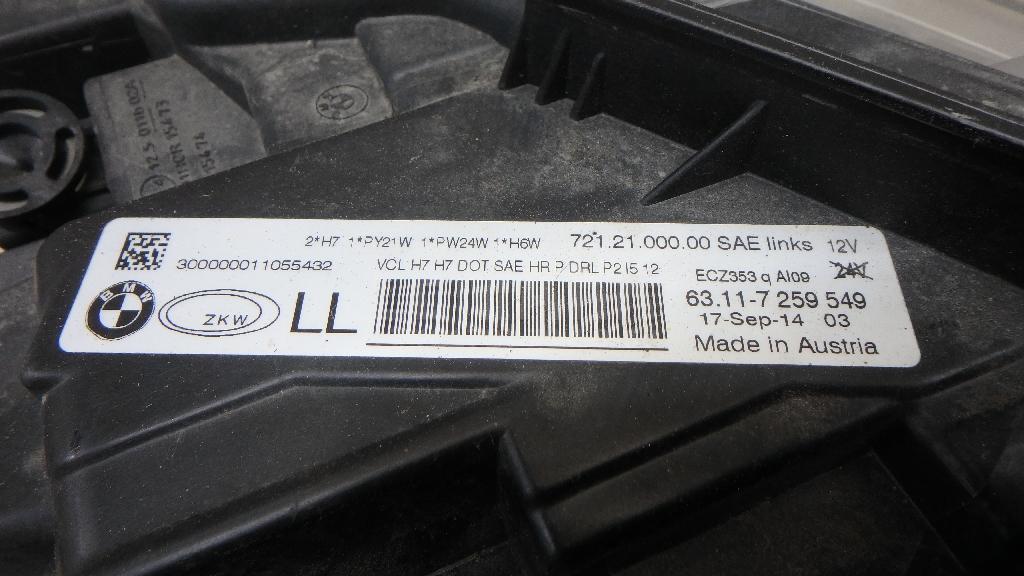 2*H7 1*PY21W 1*PW24W 1*H6W 721.21.000.00 SAE links 12V
24V
300000011055432 VCL H7 H7 DOT SAE HR P DRL P2 I5 12 ECZ353 q AI09
BMW ZKW LL 63.11-7 259 549
17-Sep-14 03
Made in Austria